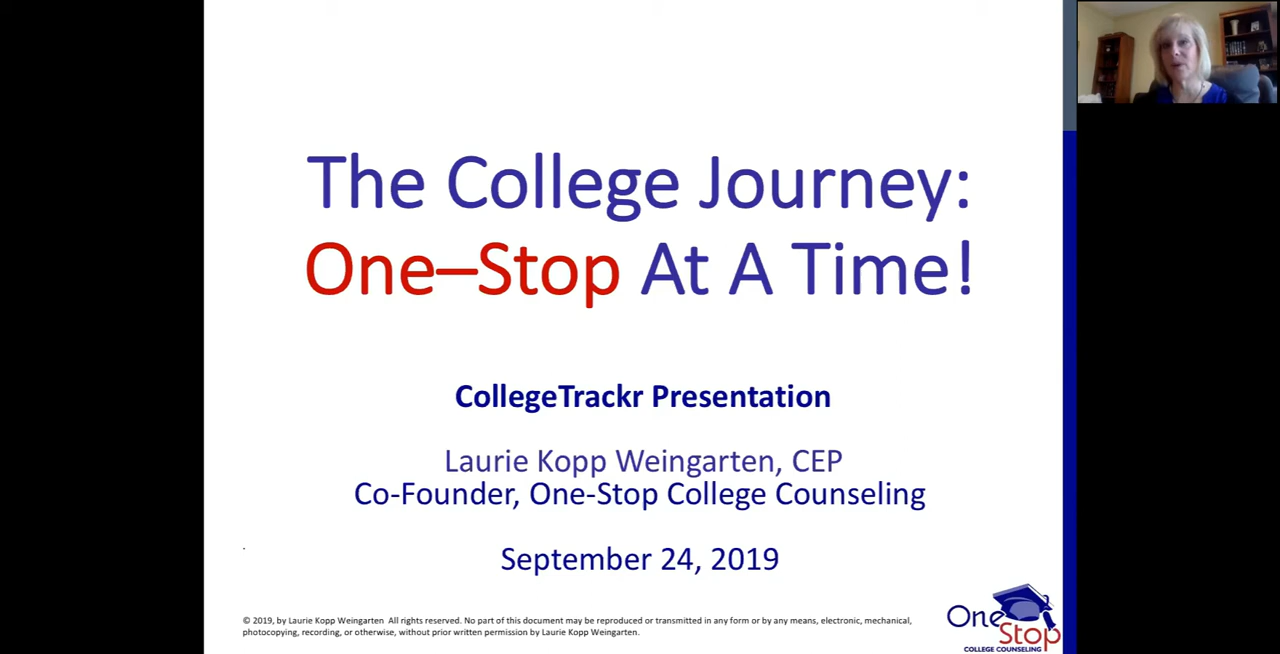 The College Journey:
One–Stop At A Time!
CollegeTrackr Presentation
Laurie Kopp Weingarten, CEP
Co-Founder, One-Stop College Counseling
September 24, 2019
© 2019, by Laurie Kopp Weingarten All rights reserved. No part of this document may be reproduced or transmitted in any form or by any means, electronic, mechanical,
photocopying, recording, or otherwise, without prior written permission by Laurie Kopp Weingarten.
One
Stop
COLLEGE COUNSELING